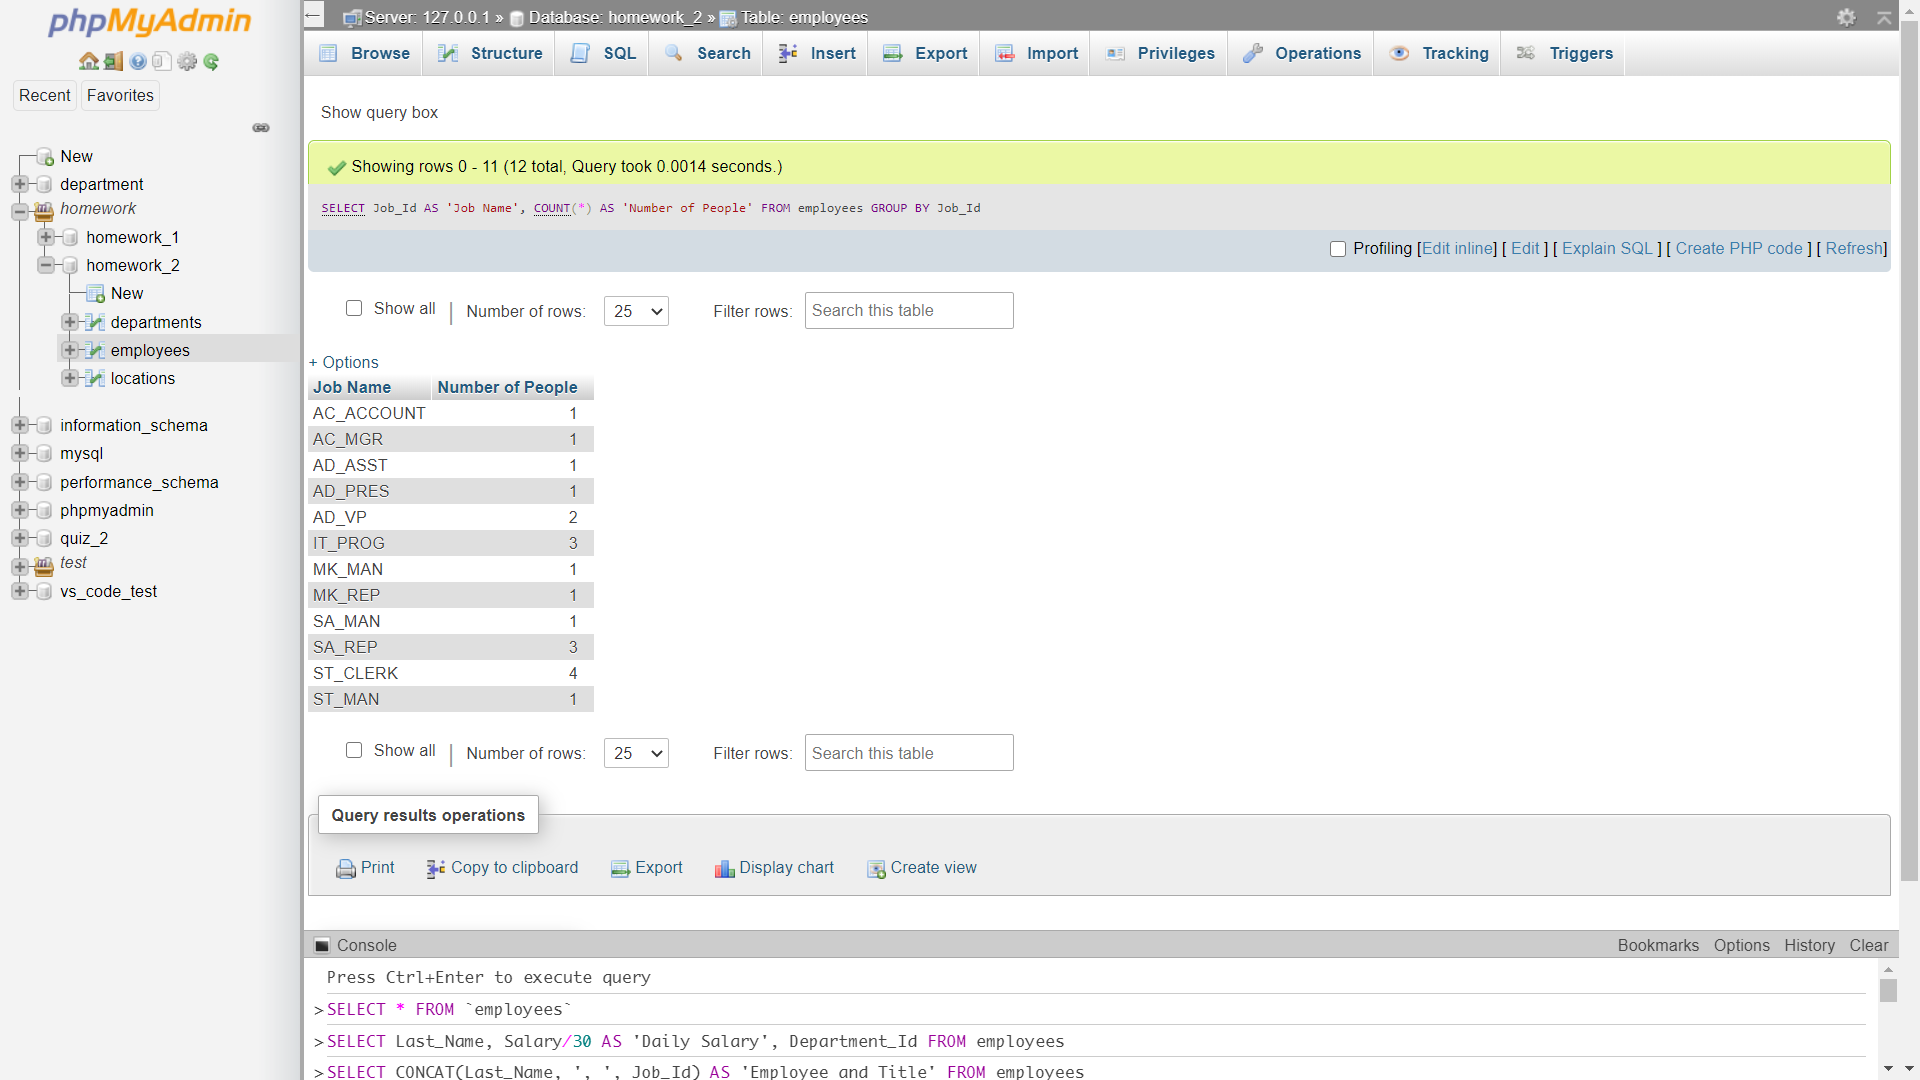 phpMyAdmin
Recent Favorites
New
department
homework
homework_1
homework_2
New
departments
employees
locations
information_schema
mysql
performance_schema
phpmyadmin
quiz_2
test
vs_code_test
Server: 127.0.0.1 » Database: homework_2 » Table: employees
Browse Structure SQL Search Insert Export Import Privileges Operations Tracking Triggers
Show query box
Showing rows 0 - 11 (12 total, Query took 0.0014 seconds.)
SELECT Job_Id AS 'Job Name', COUNT(*) AS 'Number of People' FROM employees GROUP BY Job_Id
Profiling [Edit inline] [ Edit ] [ Explain SQL ] [ Create PHP code ] [ Refresh]
Show all | Number of rows: 25 Filter rows: Search this table
+ Options
Job Name Number of People
AC_ACCOUNT 1
AC_MGR 1
AD_ASST 1
AD_PRES 1
AD_VP 2
IT_PROG 3
MK_MAN 1
MK_REP 1
SA_MAN 1
SA_REP 3
ST_CLERK 4
ST_MAN 1
Show all | Number of rows: 25 Filter rows: Search this table
Query results operations
Print Copy to clipboard Export Display chart Create view
Console Bookmarks Options History Clear
Press Ctrl+Enter to execute query
>SELECT * FROM `employees`
>SELECT Last_Name, Salary/30 AS 'Daily Salary', Department_Id FROM employees
>SELECT CONCAT(Last_Name, ', ', Job_Id) AS 'Employee and Title' FROM employees